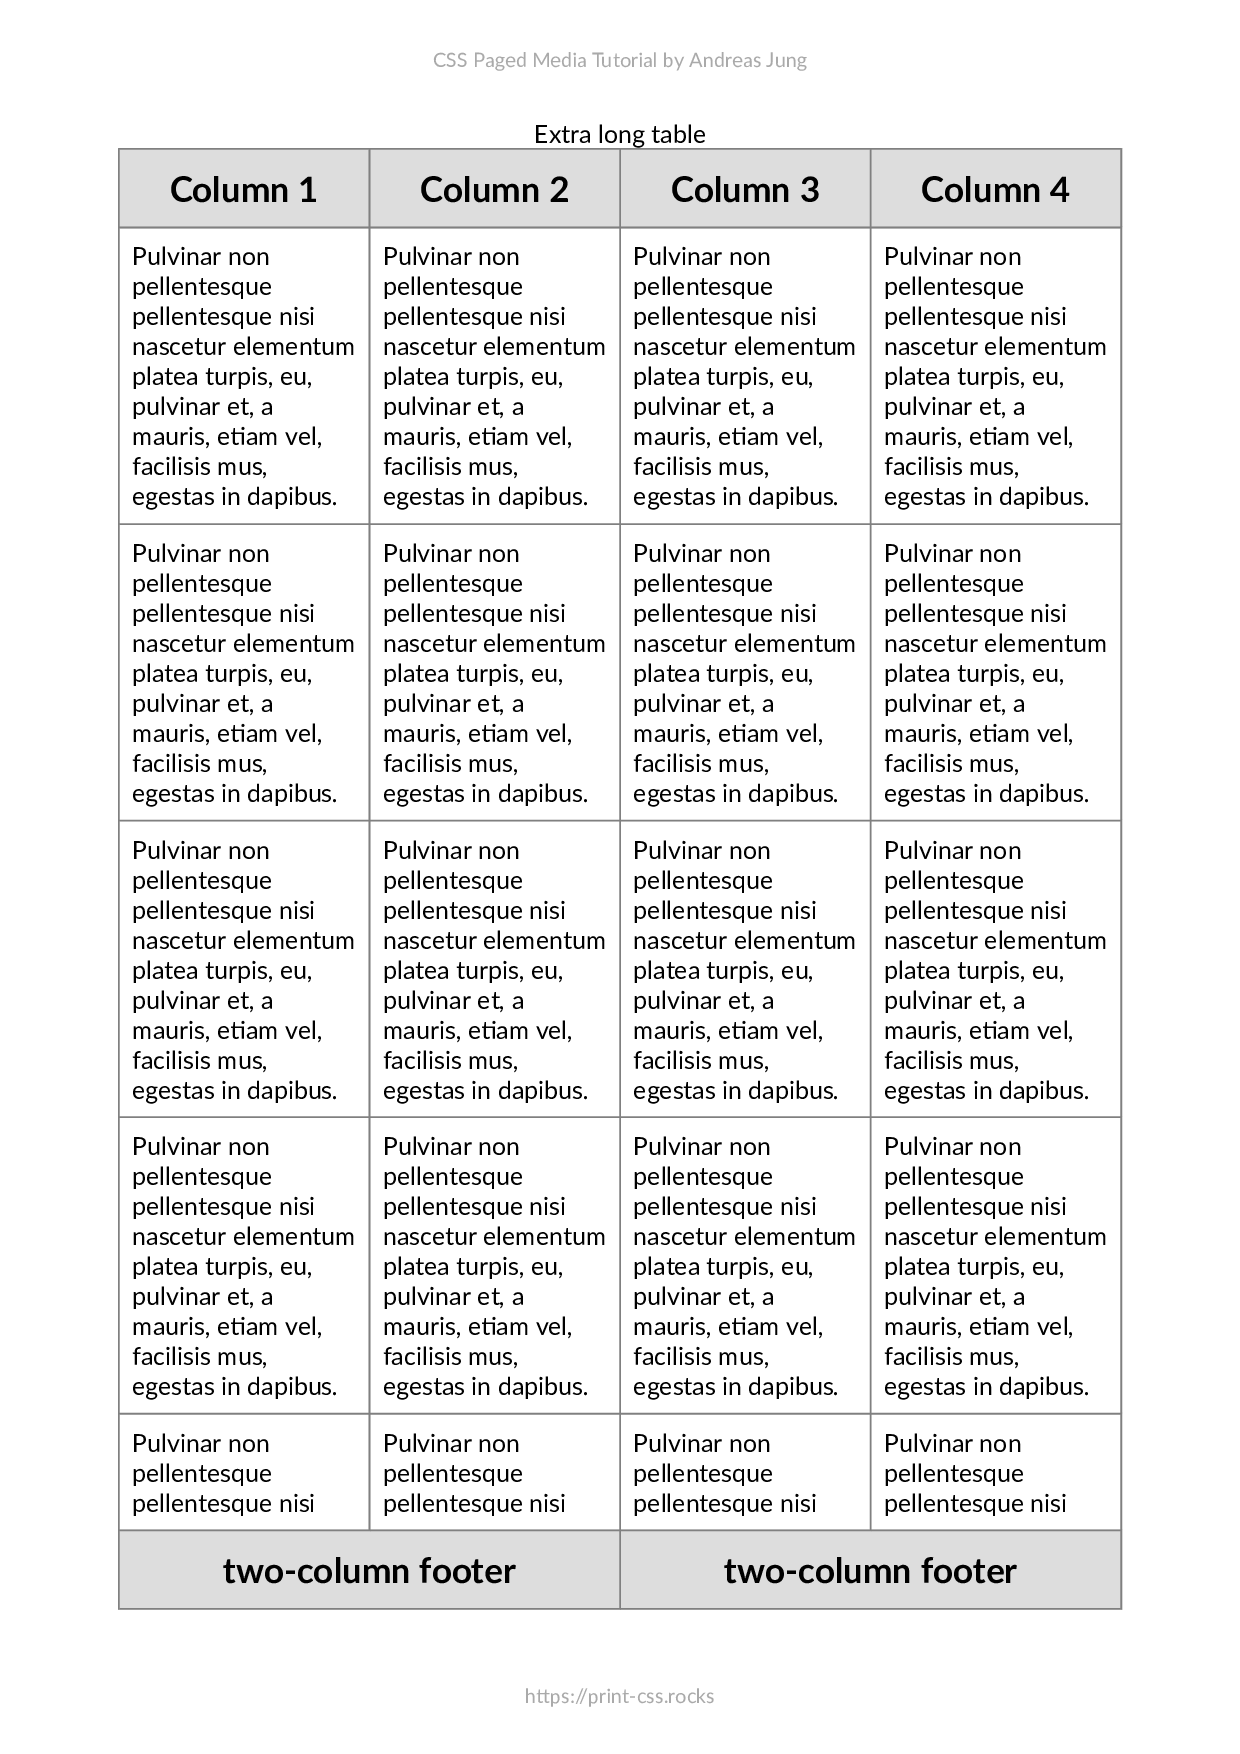 CSS Paged Media Tutorial by Andreas Jung
Extra long table
Column 1 Column 2 Column 3 Column 4
Pulvinar non Pulvinar non Pulvinar non Pulvinar non
pellentesque pellentesque pellentesque pellentesque
pellentesque nisi pellentesque nisi pellentesque nisi pellentesque nisi
nascetur elementum nascetur elementum nascetur elementum nascetur elementum
platea turpis, eu, platea turpis, eu, platea turpis, eu, platea turpis, eu,
pulvinar et, a pulvinar et, a pulvinar et, a pulvinar et, a
mauris, etiam vel, mauris, etiam vel, mauris, etiam vel, mauris, etiam vel,
facilisis mus, facilisis mus, facilisis mus, facilisis mus,
egestas in dapibus. egestas in dapibus. egestas in dapibus. egestas in dapibus.
Pulvinar non Pulvinar non Pulvinar non Pulvinar non
pellentesque pellentesque pellentesque pellentesque
pellentesque nisi pellentesque nisi pellentesque nisi pellentesque nisi
nascetur elementum nascetur elementum nascetur elementum nascetur elementum
platea turpis, eu, platea turpis, eu, platea turpis, eu, platea turpis, eu,
pulvinar et, a pulvinar et, a pulvinar et, a pulvinar et, a
mauris, etiam vel, mauris, etiam vel, mauris, etiam vel, mauris, etiam vel,
facilisis mus, facilisis mus, facilisis mus, facilisis mus,
egestas in dapibus. egestas in dapibus. egestas in dapibus. egestas in dapibus.
Pulvinar non Pulvinar non Pulvinar non Pulvinar non
pellentesque pellentesque pellentesque pellentesque
pellentesque nisi pellentesque nisi pellentesque nisi pellentesque nisi
nascetur elementum nascetur elementum nascetur elementum nascetur elementum
platea turpis, eu, platea turpis, eu, platea turpis, eu, platea turpis, eu,
pulvinar et, a pulvinar et, a pulvinar et, a pulvinar et, a
mauris, etiam vel, mauris, etiam vel, mauris, etiam vel, mauris, etiam vel,
facilisis mus, facilisis mus, facilisis mus, facilisis mus,
egestas in dapibus. egestas in dapibus. egestas in dapibus. egestas in dapibus.
Pulvinar non Pulvinar non Pulvinar non Pulvinar non
pellentesque pellentesque pellentesque pellentesque
pellentesque nisi pellentesque nisi pellentesque nisi pellentesque nisi
nascetur elementum nascetur elementum nascetur elementum nascetur elementum
platea turpis, eu, platea turpis, eu, platea turpis, eu, platea turpis, eu,
pulvinar et, a pulvinar et, a pulvinar et, a pulvinar et, a
mauris, etiam vel, mauris, etiam vel, mauris, etiam vel, mauris, etiam vel,
facilisis mus, facilisis mus, facilisis mus, facilisis mus,
egestas in dapibus. egestas in dapibus. egestas in dapibus. egestas in dapibus.
Pulvinar non Pulvinar non Pulvinar non Pulvinar non
pellentesque pellentesque pellentesque pellentesque
pellentesque nisi pellentesque nisi pellentesque nisi pellentesque nisi
two-column footer two-column footer
https://print-css.rocks